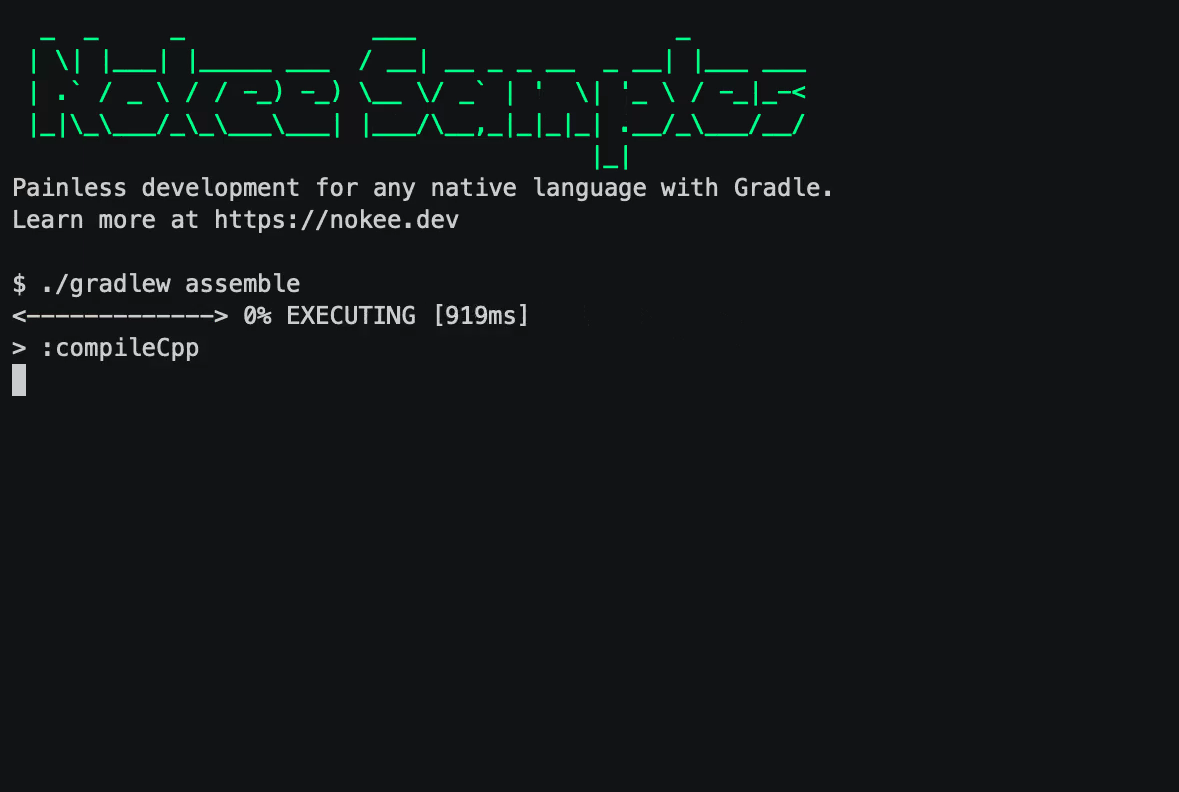 Nokee Samples
Painless development for any native language with Gradle.
Learn more at https://nokee.dev
$ ./gradlew assemble
<-------------> 0% EXECUTING [919ms]
> :compileCpp